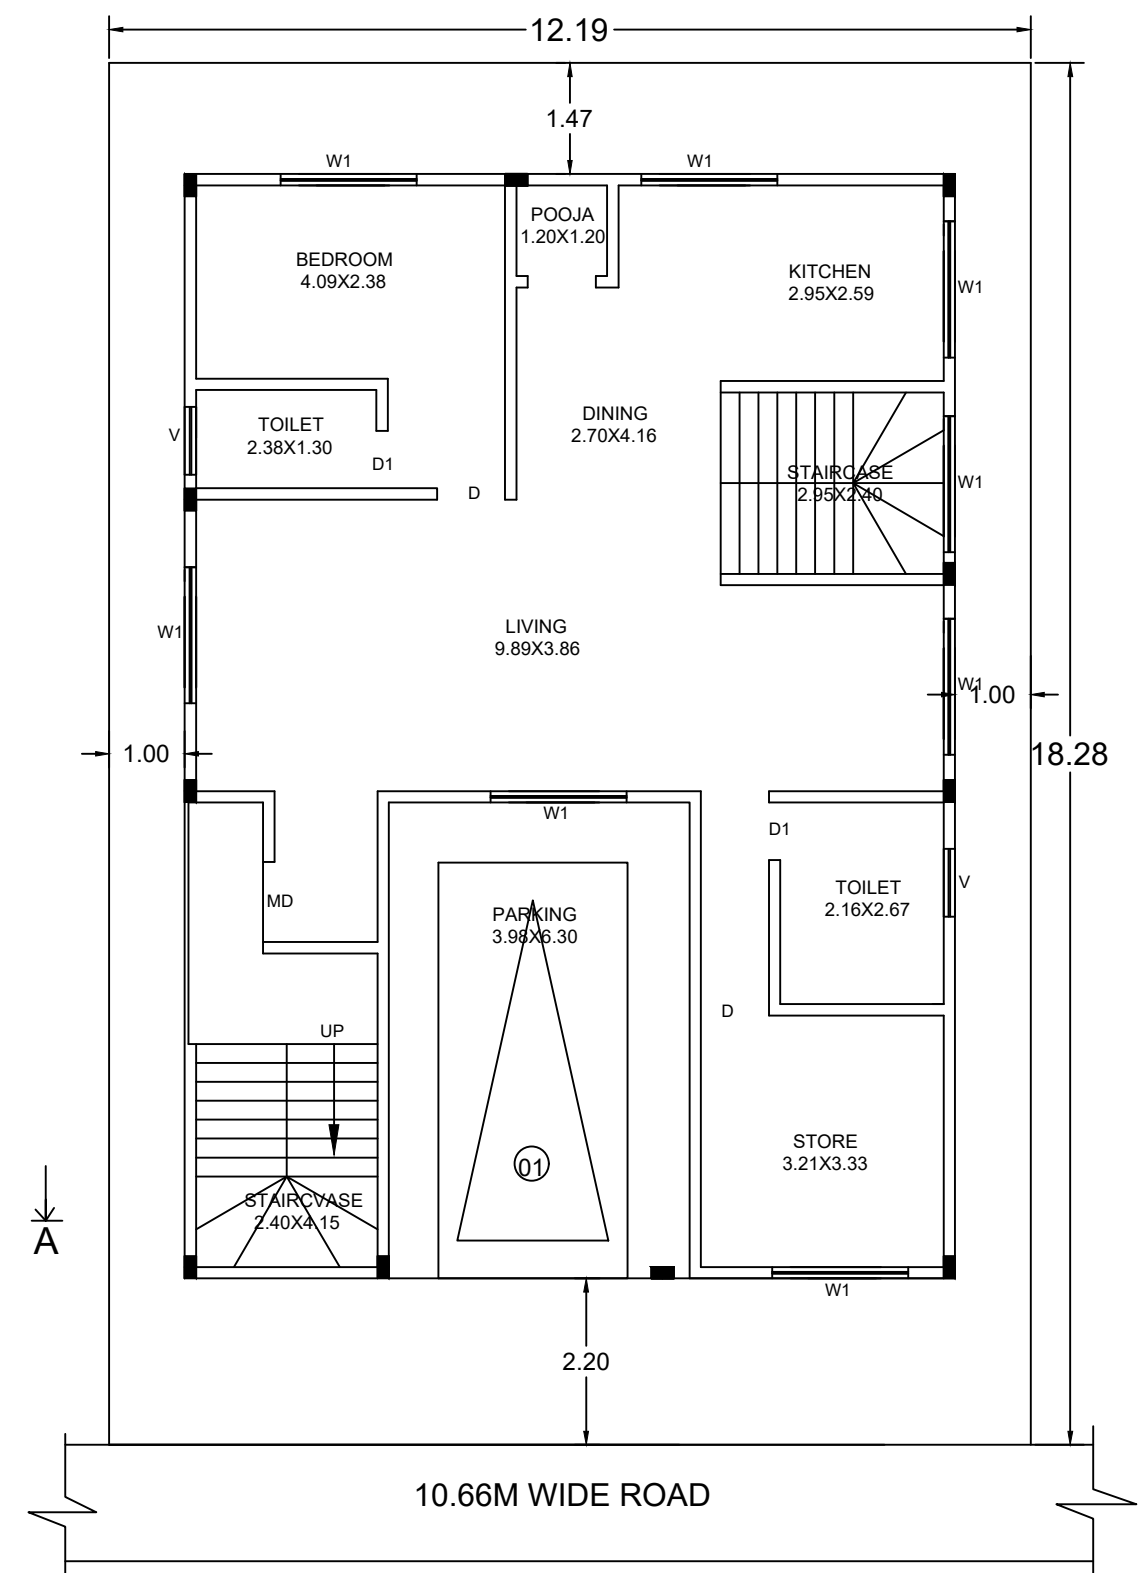 12.19
1.47
W1
W1
POOJA
1.20X1.20
BEDROOM
4.09X2.38
KITCHEN
2.95X2.59
W1
TOILET
2.38X1.30
V
D1
D
DINING
2.70X4.16
STAIRCASE
2.95X2.40
W1
LIVING
9.89X3.86
W1
W1
1.00
1.00
18.28
W1
D1
TOILET
2.16X2.67
V
MD
PARKING
3.98X6.30
D
UP
STORE
3.21X3.33
01
STAIRCVASE
2.40X4.15
A
W1
2.20
10.66M WIDE ROAD